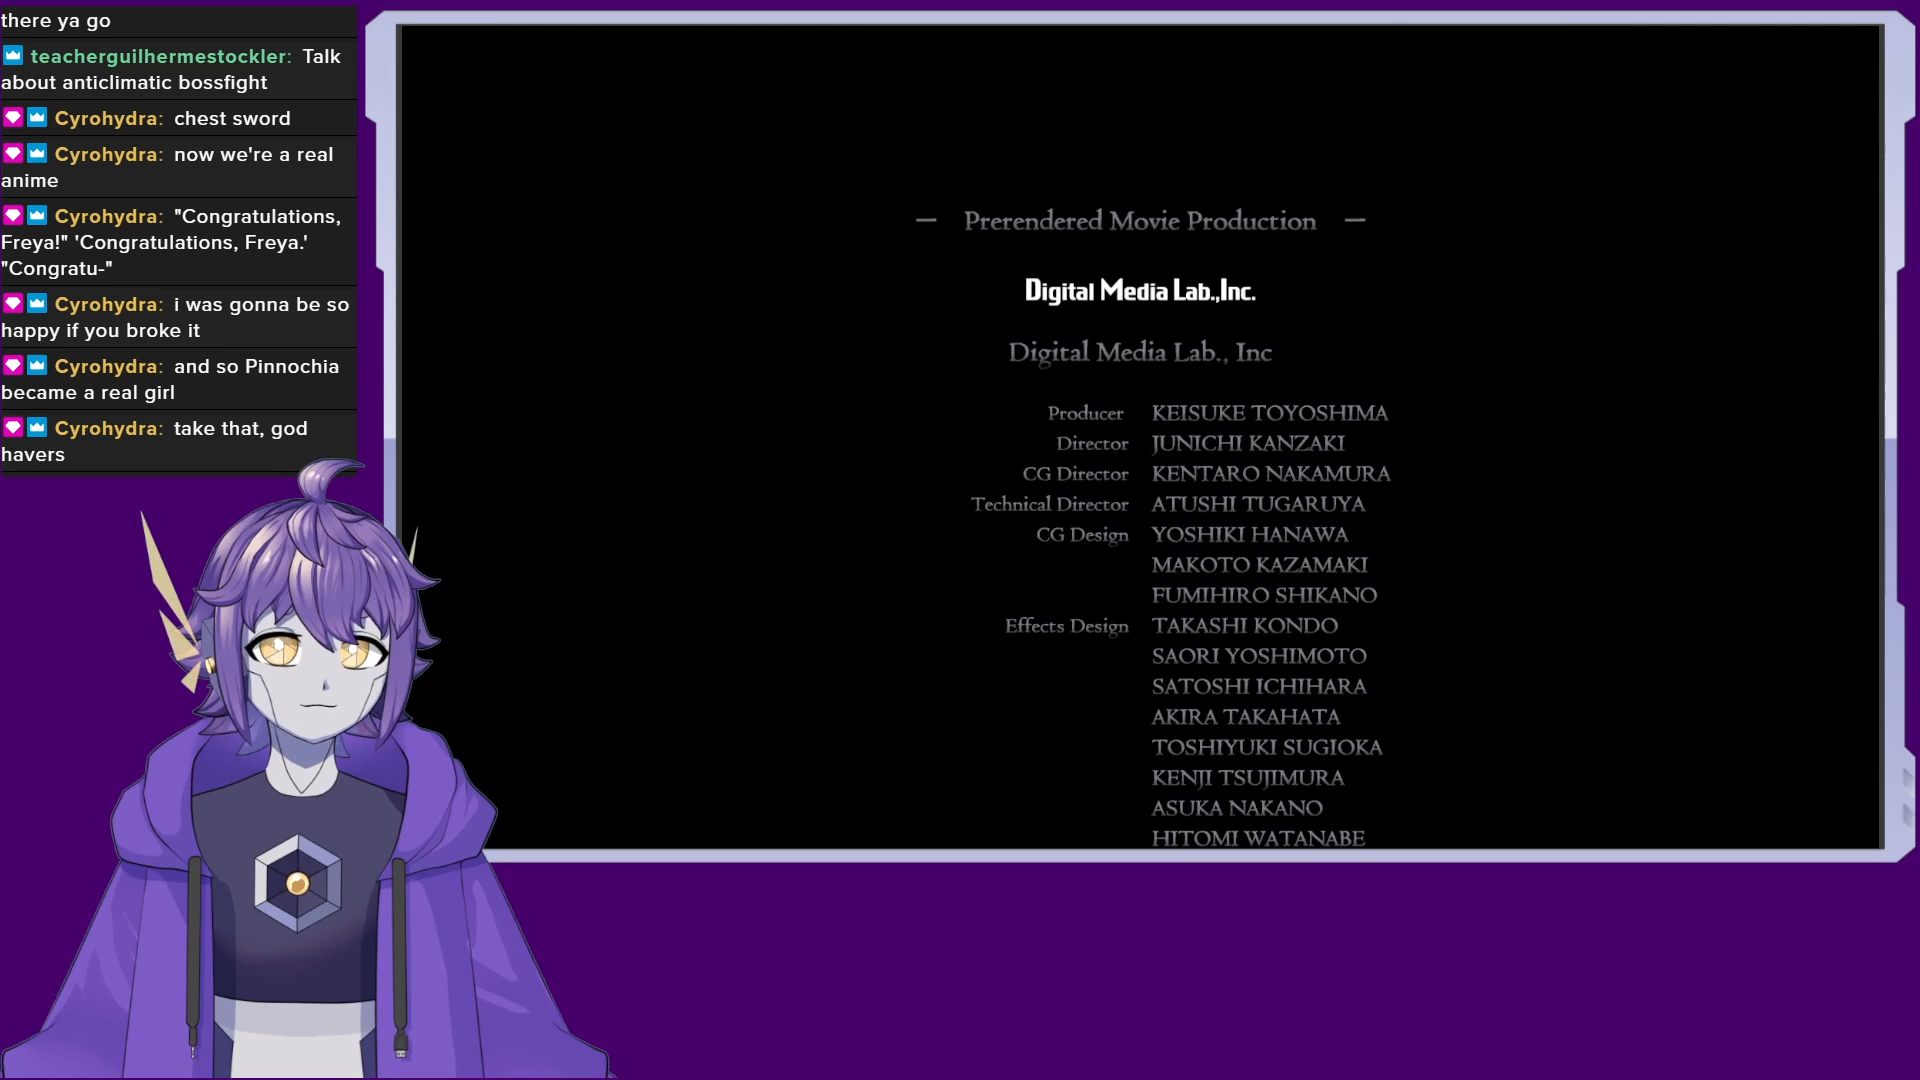 there ya go
teacherguilhermestockler: Talk
about anticlimatic bossfight
Cyrohydra: chest sword
Cyrohydra: now we're a real
anime
Cyrohydra: "Congratulations,
Freya!" 'Congratulations, Freya.'
"Congratu-"
Cyrohydra: i was gonna be so
happy if you broke it
Cyrohydra: and so Pinnochia
became a real girl
Cyrohydra: take that, god
havers
— Prerendered Movie Production —
Digital Media Lab.,Inc.
Digital Media Lab., Inc
Producer KEISUKE TOYOSHIMA
Director JUNICHI KANZAKI
CG Director KENTARO NAKAMURA
Technical Director ATUSHI TUGARUYA
CG Design YOSHIKI HANAWA
MAKOTO KAZAMAKI
FUMIHIRO SHIKANO
Effects Design TAKASHI KONDO
SAORI YOSHIMOTO
SATOSHI ICHIHARA
AKIRA TAKAHATA
TOSHIYUKI SUGIOKA
KENJI TSUJIMURA
ASUKA NAKANO
HITOMI WATANABE